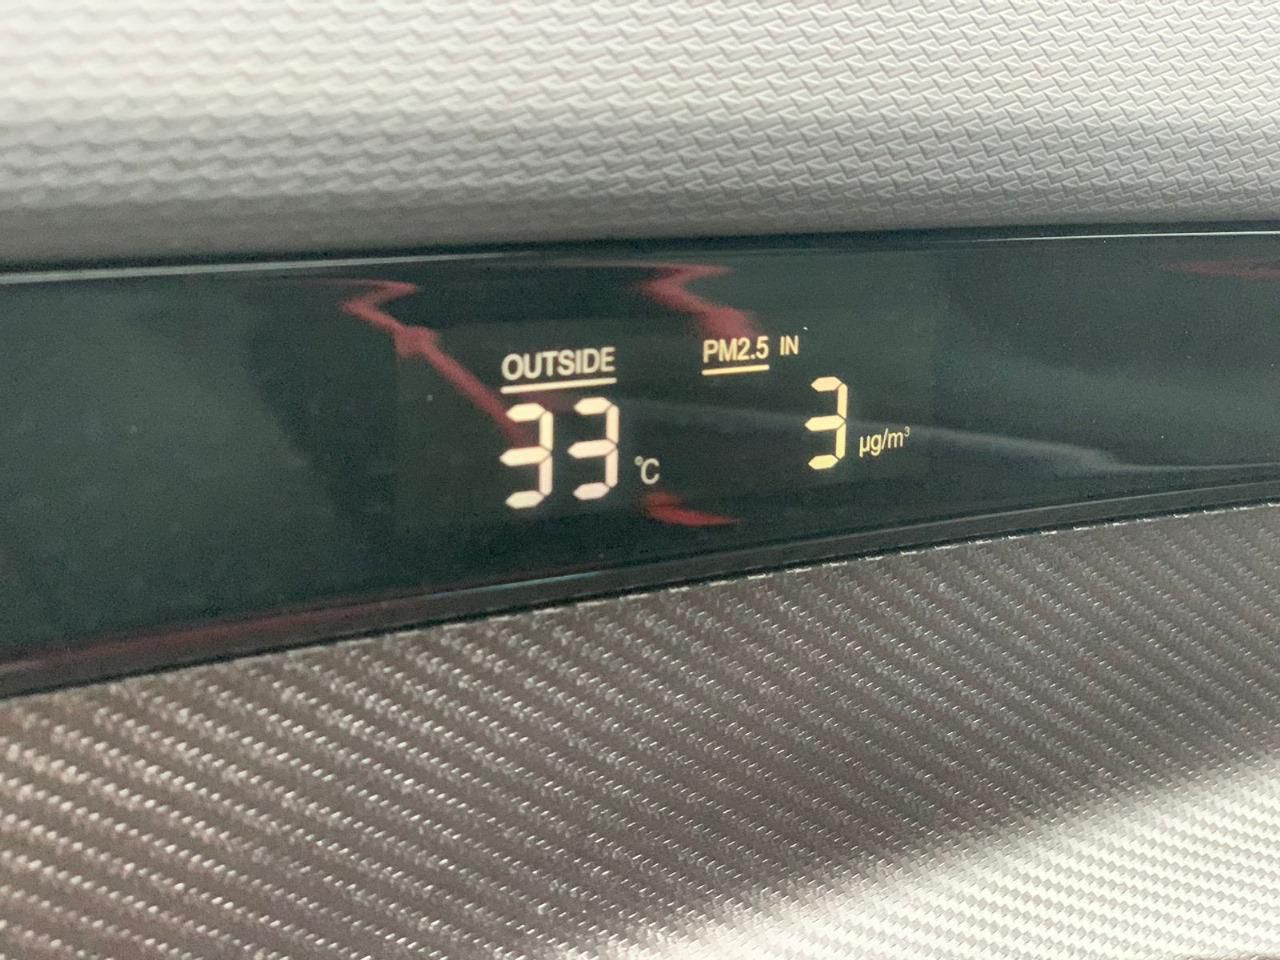 OUTSIDE
33 °C
PM2.5 IN
3 µg/m³